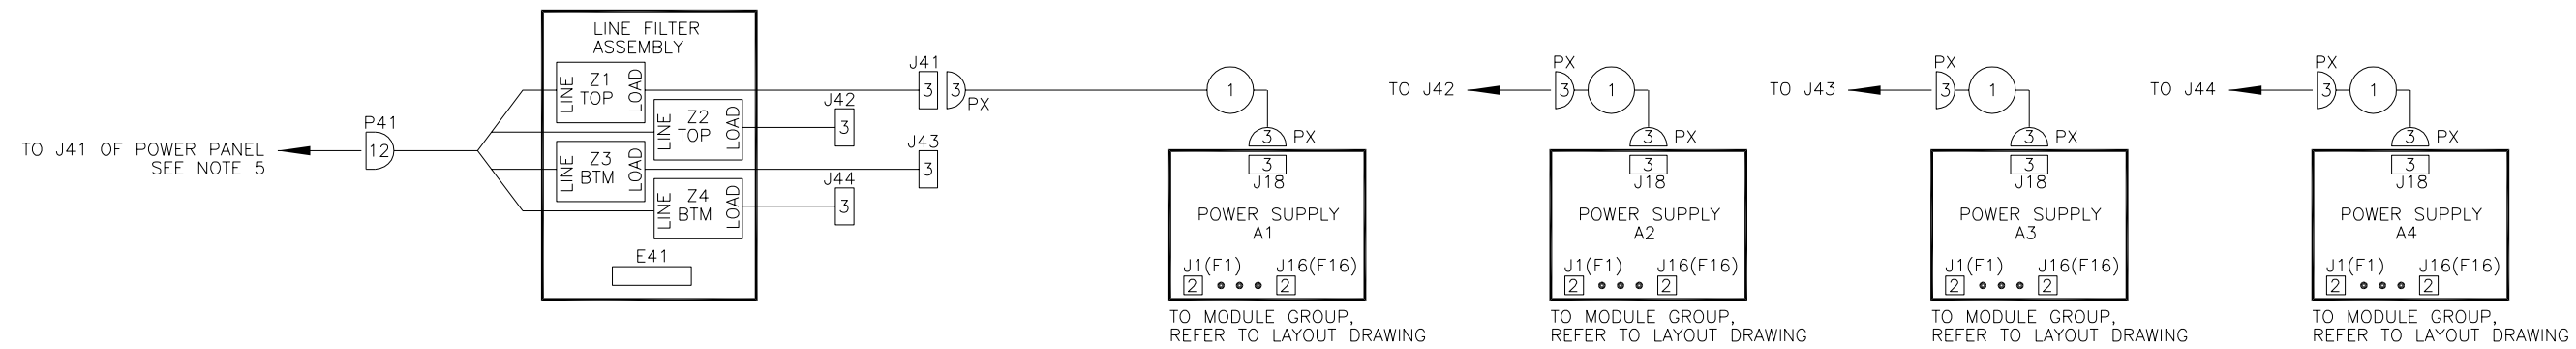 TO J41 OF POWER PANEL
SEE NOTE 5
P41
12
LINE FILTER
ASSEMBLY
LINE
Z1
TOP
LOAD
LINE
Z2
TOP
LOAD
LINE
Z3
BTM
LOAD
LINE
Z4
BTM
LOAD
E41
J41
3
3
PX
J42
3
J43
3
J44
3
1
3
PX
3
J18
POWER SUPPLY
A1
J1(F1)
J16(F16)
2
2
TO MODULE GROUP,
REFER TO LAYOUT DRAWING
TO J42
PX
3
1
3
PX
3
J18
POWER SUPPLY
A2
J1(F1)
J16(F16)
2
2
TO MODULE GROUP,
REFER TO LAYOUT DRAWING
TO J43
PX
3
1
3
PX
3
J18
POWER SUPPLY
A3
J1(F1)
J16(F16)
2
2
TO MODULE GROUP,
REFER TO LAYOUT DRAWING
TO J44
PX
3
1
3
PX
3
J18
POWER SUPPLY
A4
J1(F1)
J16(F16)
2
2
TO MODULE GROUP,
REFER TO LAYOUT DRAWING